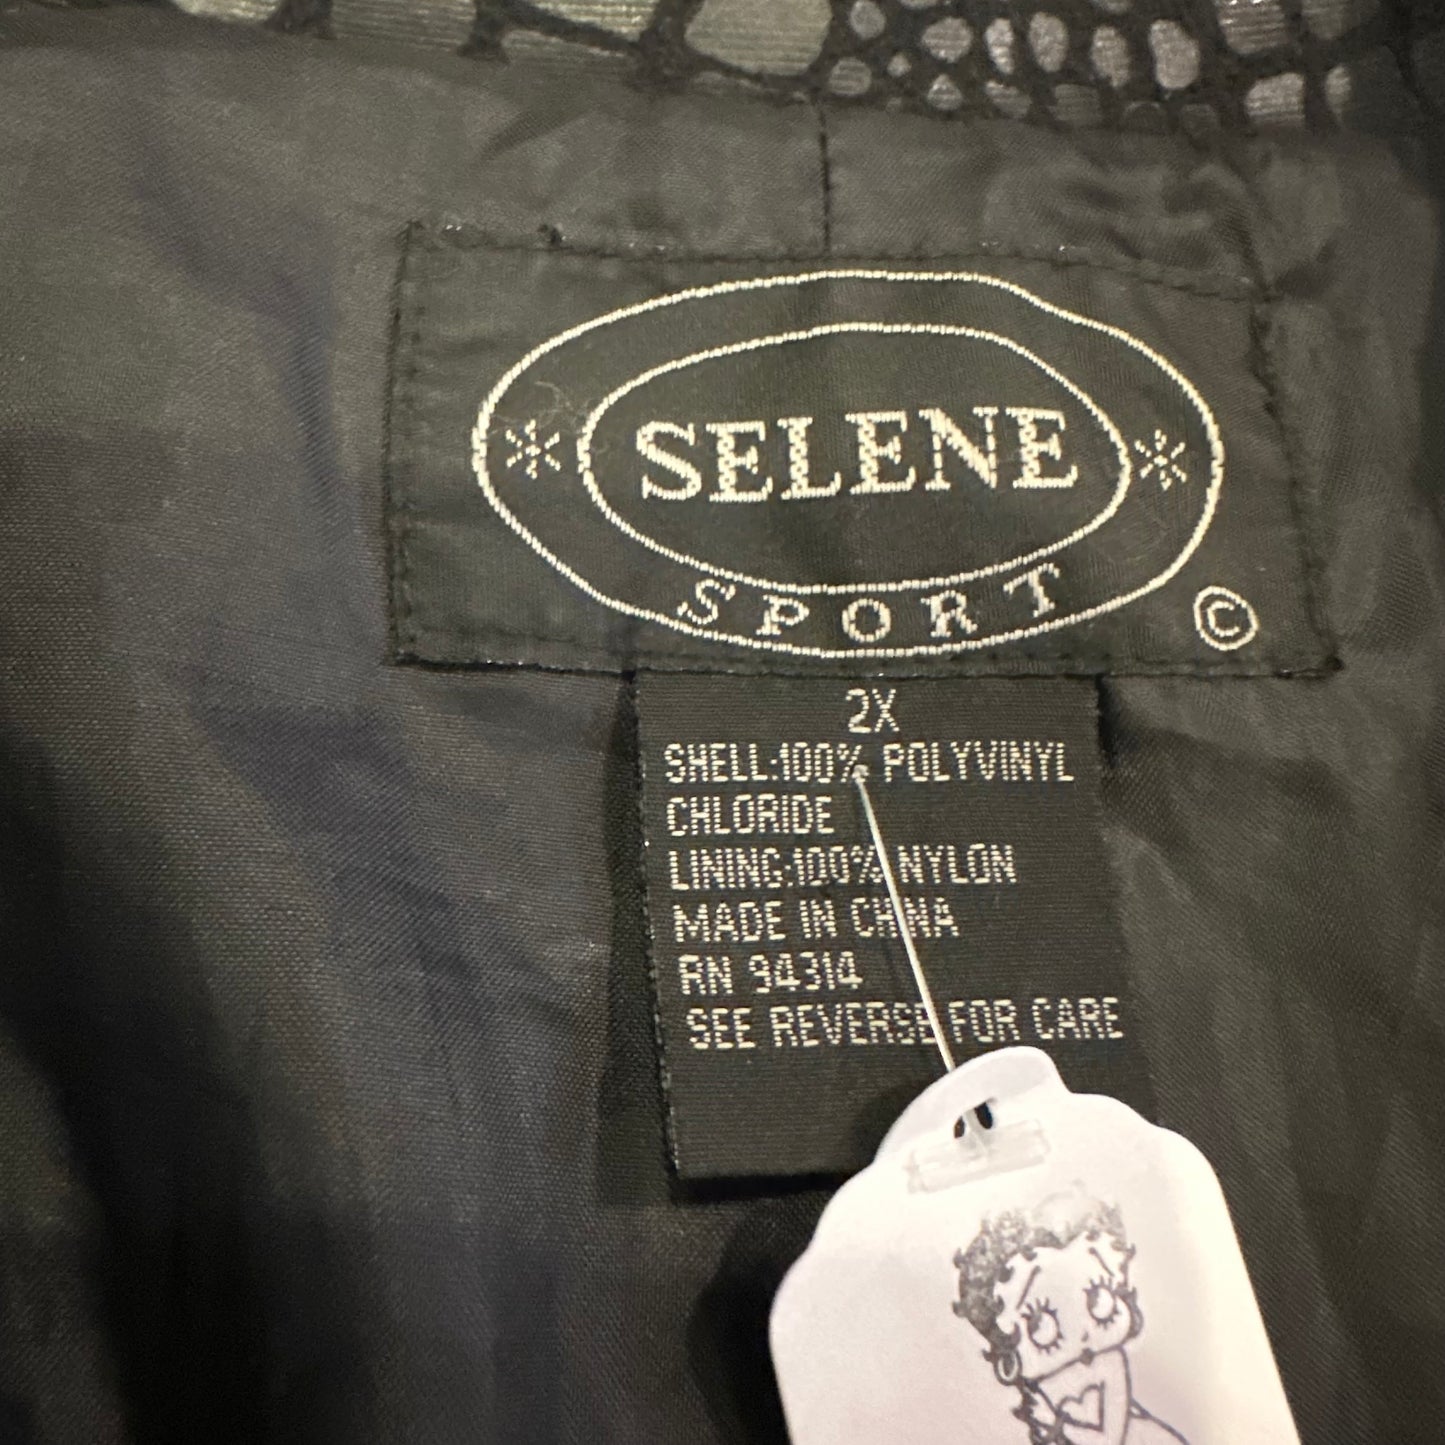 SELENE
SPORT
©
2X
SHELL:100% POLYVINYL
CHLORIDE
LINING:100% NYLON
MADE IN CHINA
RN 94314
SEE REVERSE FOR CARE